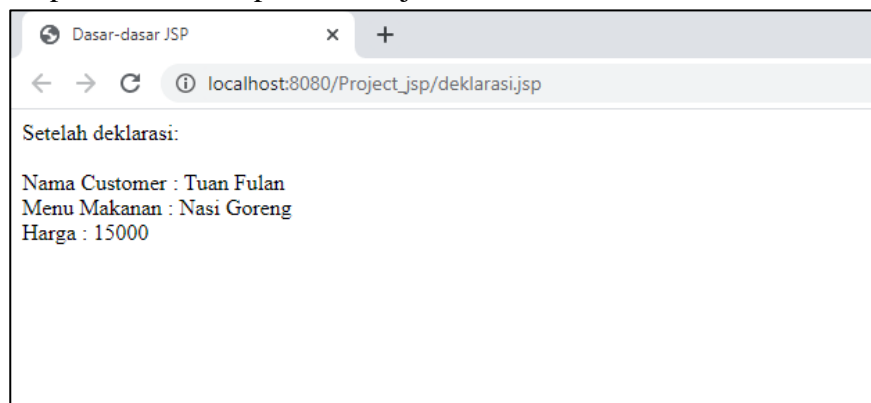 Dasar-dasar JSP
localhost:8080/Project_jsp/deklarasi.jsp
Setelah deklarasi:
Nama Customer : Tuan Fulan
Menu Makanan : Nasi Goreng
Harga : 15000